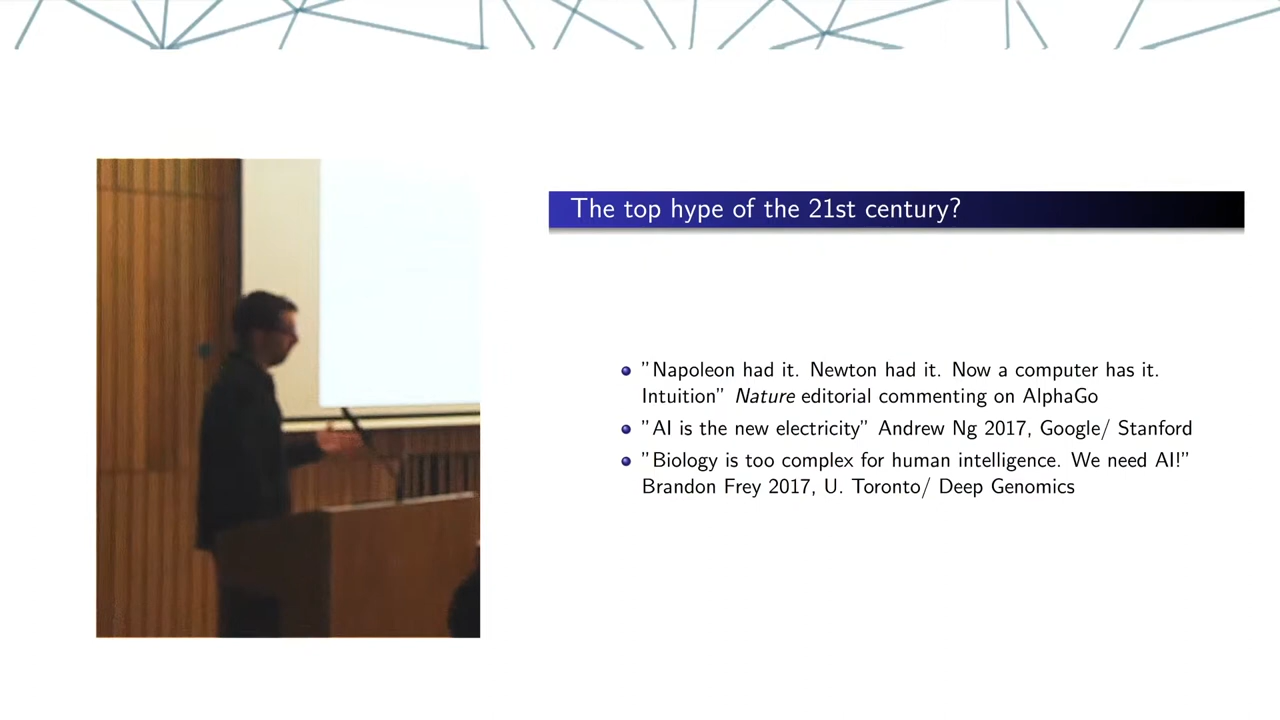 The top hype of the 21st century?
”Napoleon had it. Newton had it. Now a computer has it.
Intuition” Nature editorial commenting on AlphaGo
”AI is the new electricity” Andrew Ng 2017, Google/ Stanford
”Biology is too complex for human intelligence. We need AI!”
Brandon Frey 2017, U. Toronto/ Deep Genomics